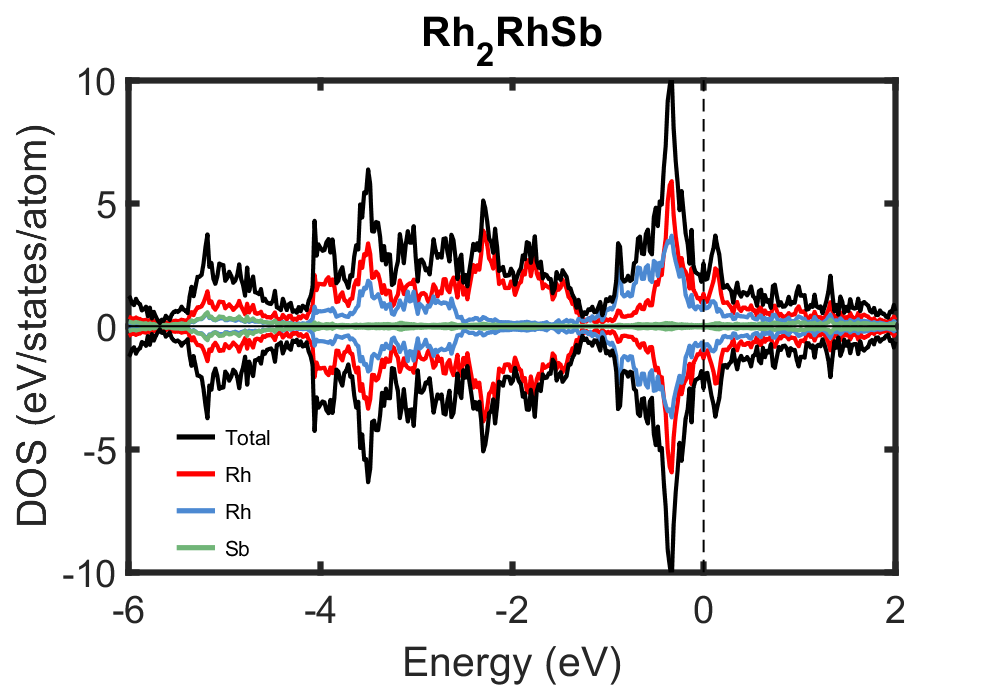 Rh₂RhSb
DOS (eV/states/atom)
10
5
0
-5
-10
Total
Rh
Rh
Sb
-6 -4 -2 0 2
Energy (eV)